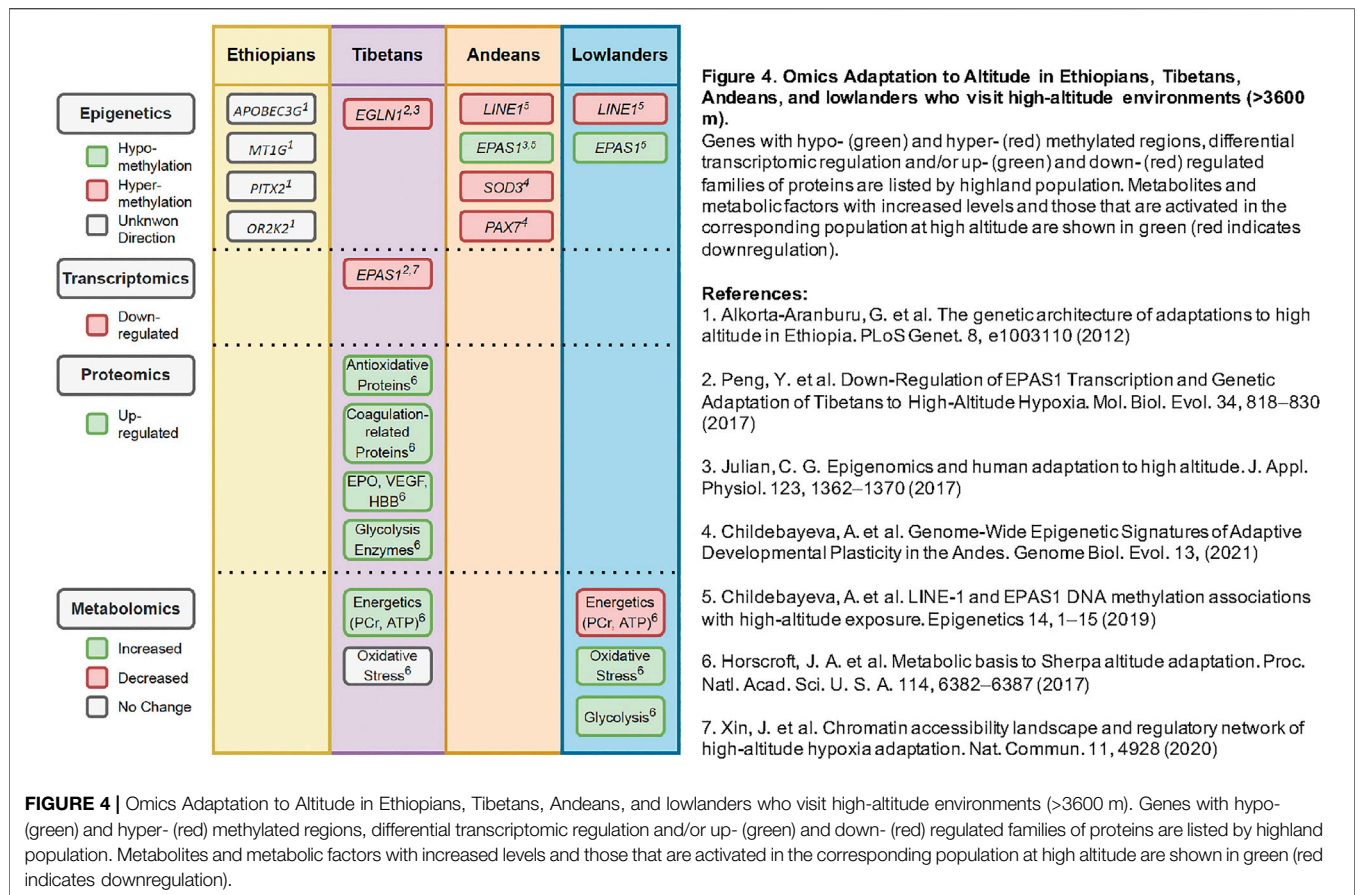 Ethiopians Tibetans Andeans Lowlanders
Epigenetics
Hypo-
methylation
Hyper-
methylation
Unknwon
Direction
APOBEC3G1
MT1G1
PITX21
OR2K21
EGLN12,3
LINE15
EPAS13,5
SOD34
PAX74
LINE15
EPAS15
Transcriptomics
Down-
regulated
EPAS12,7
Proteomics
Up-
regulated
Antioxidative
Proteins6
Coagulation-
related
Proteins6
EPO, VEGF,
HBB6
Glycolysis
Enzymes6
Metabolomics
Increased
Decreased
No Change
Energetics
(PCr, ATP)6
Oxidative
Stress6
Energetics
(PCr, ATP)6
Oxidative
Stress6
Glycolysis6
Figure 4. Omics Adaptation to Altitude in Ethiopians, Tibetans,
Andeans, and lowlanders who visit high-altitude environments (>3600
m).
Genes with hypo- (green) and hyper- (red) methylated regions, differential
transcriptomic regulation and/or up- (green) and down- (red) regulated
families of proteins are listed by highland population. Metabolites and
metabolic factors with increased levels and those that are activated in the
corresponding population at high altitude are shown in green (red indicates
downregulation).
References:
1. Alkorta-Aranburu, G. et al. The genetic architecture of adaptations to high
altitude in Ethiopia. PLoS Genet. 8, e1003110 (2012)
2. Peng, Y. et al. Down-Regulation of EPAS1 Transcription and Genetic
Adaptation of Tibetans to High-Altitude Hypoxia. Mol. Biol. Evol. 34, 818–830
(2017)
3. Julian, C. G. Epigenomics and human adaptation to high altitude. J. Appl.
Physiol. 123, 1362–1370 (2017)
4. Childebayeva, A. et al. Genome-Wide Epigenetic Signatures of Adaptive
Developmental Plasticity in the Andes. Genome Biol. Evol. 13, (2021)
5. Childebayeva, A. et al. LINE-1 and EPAS1 DNA methylation associations
with high-altitude exposure. Epigenetics 14, 1–15 (2019)
6. Horscroft, J. A. et al. Metabolic basis to Sherpa altitude adaptation. Proc.
Natl. Acad. Sci. U. S. A. 114, 6382–6387 (2017)
7. Xin, J. et al. Chromatin accessibility landscape and regulatory network of
high-altitude hypoxia adaptation. Nat. Commun. 11, 4928 (2020)
FIGURE 4 | Omics Adaptation to Altitude in Ethiopians, Tibetans, Andeans, and lowlanders who visit high-altitude environments (>3600 m). Genes with hypo-
(green) and hyper- (red) methylated regions, differential transcriptomic regulation and/or up- (green) and down- (red) regulated families of proteins are listed by highland
population. Metabolites and metabolic factors with increased levels and those that are activated in the corresponding population at high altitude are shown in green (red
indicates downregulation).